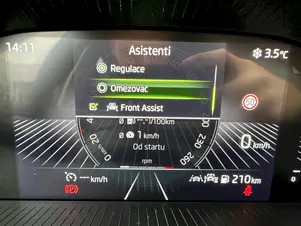 14:11
Asistenti
3.5°C
Regulace
Omezovač
Front Assist
50
--.- l/100km
1 km/h
Od startu
rpm
0 km/h
--- km/h
210 km